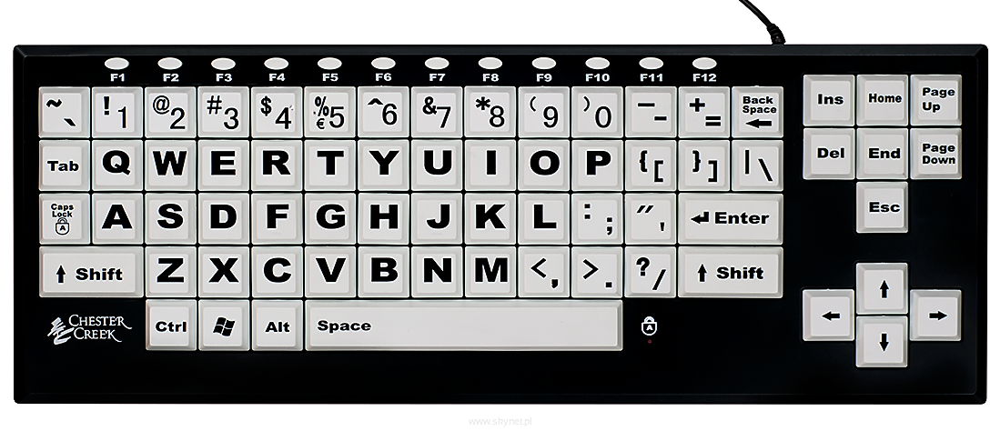 F1 F2 F3 F4 F5 F6 F7 F8 F9 F10 F11 F12
~ ` ! 1 @ 2 # 3 $ 4 % 5 € ^ 6 & 7 * 8 ( 9 ) 0 _ - + =
Back
Space
Ins Home
Page
Up
Tab Q W E R T Y U I O P { [ } ] | \
Del End
Page
Down
Caps
Lock
A
A S D F G H J K L : ; " ' Enter
Esc
Shift Z X C V B N M < , > . ? / Shift
CHESTER
CREEK
Ctrl Alt Space
A
www.skynet.pl